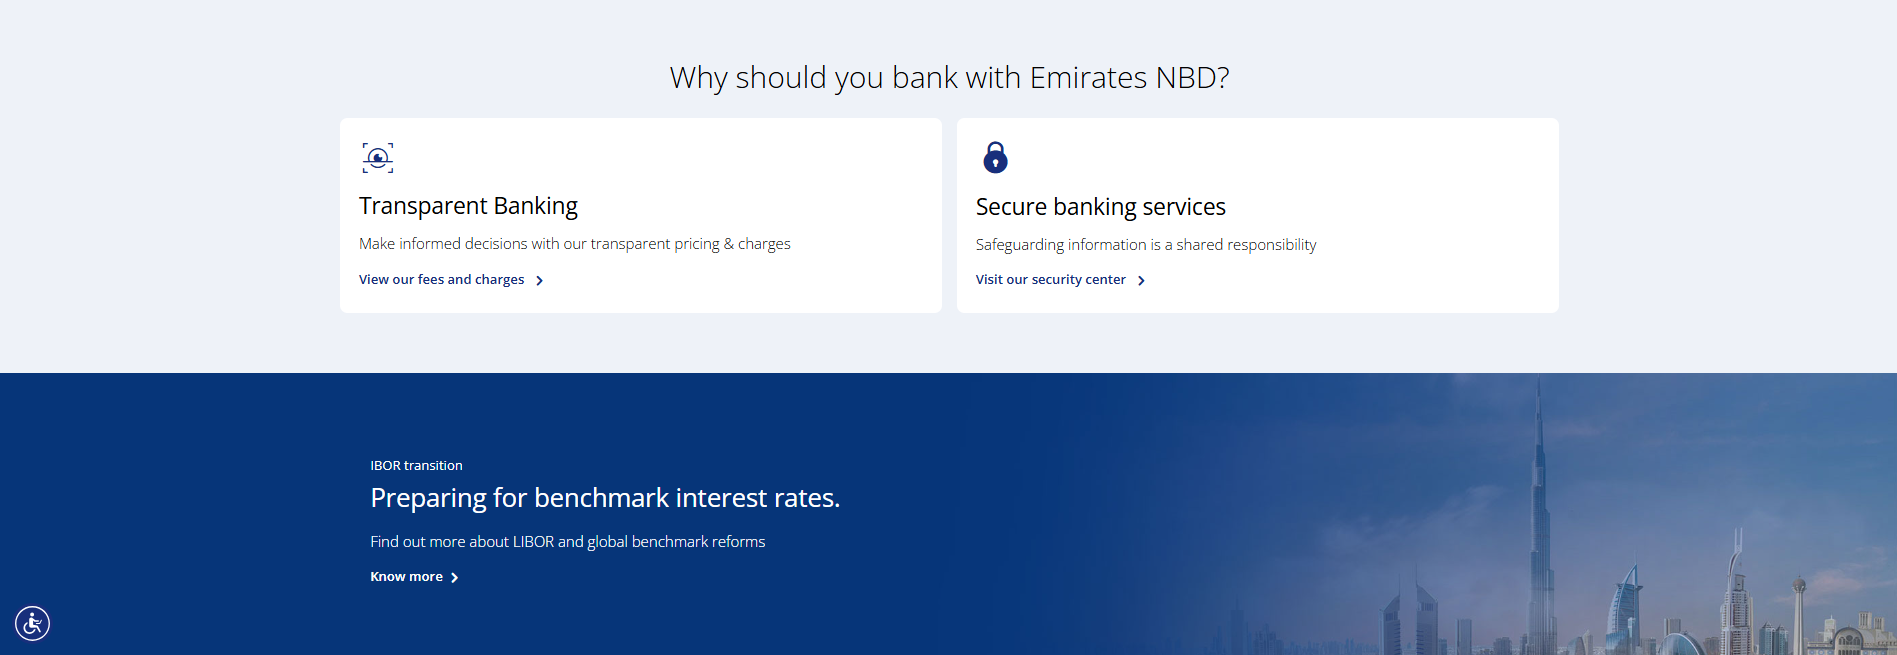 Why should you bank with Emirates NBD?
Transparent Banking
Make informed decisions with our transparent pricing & charges
View our fees and charges
Secure banking services
Safeguarding information is a shared responsibility
Visit our security center
IBOR transition
Preparing for benchmark interest rates.
Find out more about LIBOR and global benchmark reforms
Know more